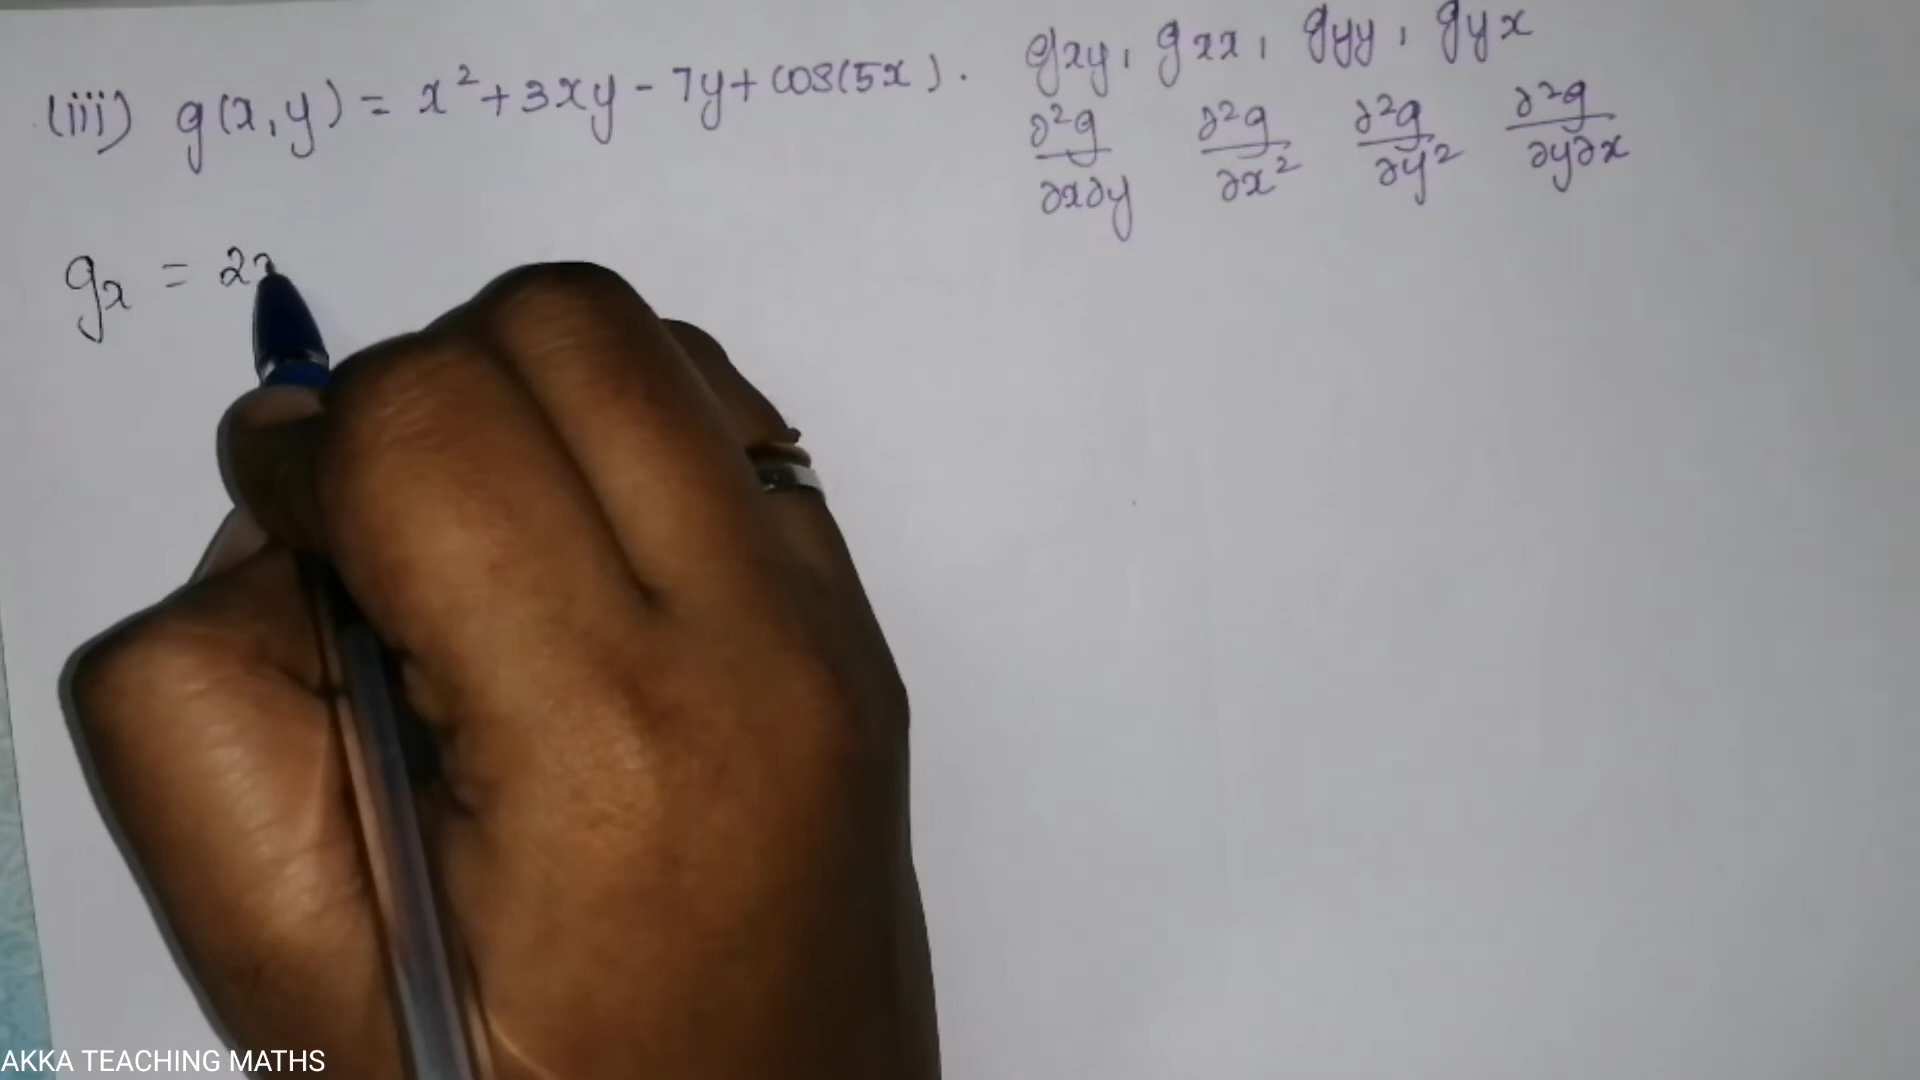 (iii) g(x,y) = x²+3xy - 7y+ cos(5x). gxy, gxx, gyy, gyx
∂²g/∂x∂y ∂²g/∂x² ∂²g/∂y² ∂²g/∂y∂x
gx = 2x
AKKA TEACHING MATHS